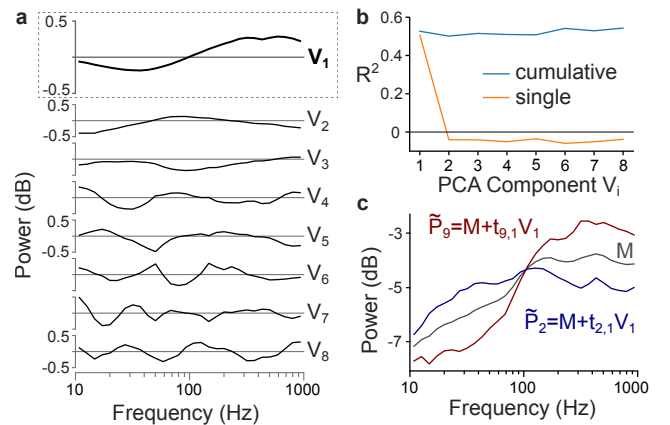 a
0.5
-0.5
V1
0.5
-0.5
V2
V3
V4
0.5
-0.5
V5
V6
V7
0.5
-0.5
V8
Power (dB)
10 100 1000
Frequency (Hz)
b
0.6
0.4
0.2
0
R²
cumulative
single
1 2 3 4 5 6 7 8
PCA Component Vi
c
-3
-5
-7
Power (dB)
P̃9=M+t9,1V1
M
P̃2=M+t2,1V1
10 100 1000
Frequency (Hz)